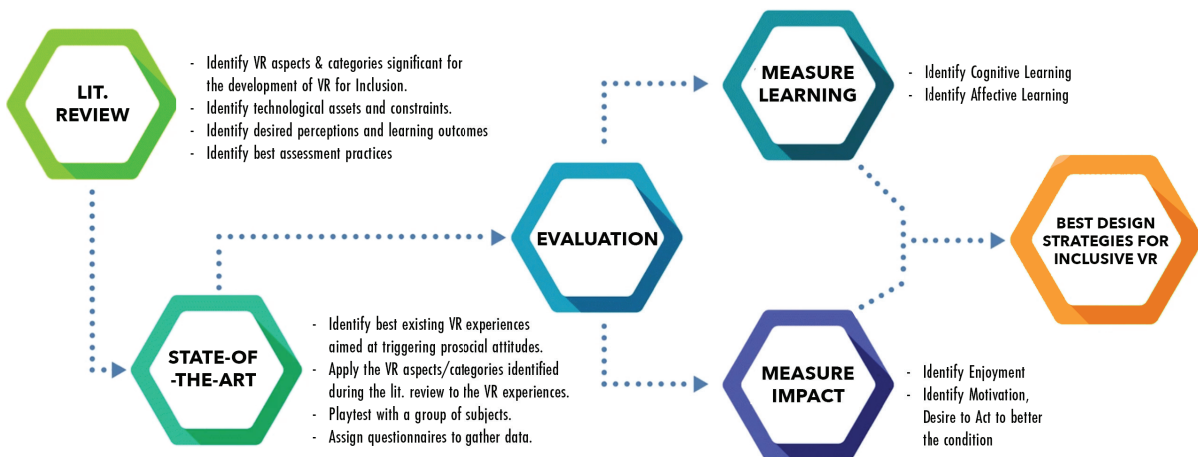 LIT.
REVIEW
- Identify VR aspects & categories significant for
the development of VR for Inclusion.
- Identify technological assets and constraints.
- Identify desired perceptions and learning outcomes
- Identify best assessment practices
STATE-OF
-THE-ART
- Identify best existing VR experiences
aimed at triggering prosocial attitudes.
- Apply the VR aspects/categories identified
during the lit. review to the VR experiences.
- Playtest with a group of subjects.
- Assign questionnaires to gather data.
EVALUATION
MEASURE
LEARNING
- Identify Cognitive Learning
- Identify Affective Learning
MEASURE
IMPACT
- Identify Enjoyment
- Identify Motivation,
Desire to Act to better
the condition
BEST DESIGN
STRATEGIES FOR
INCLUSIVE VR